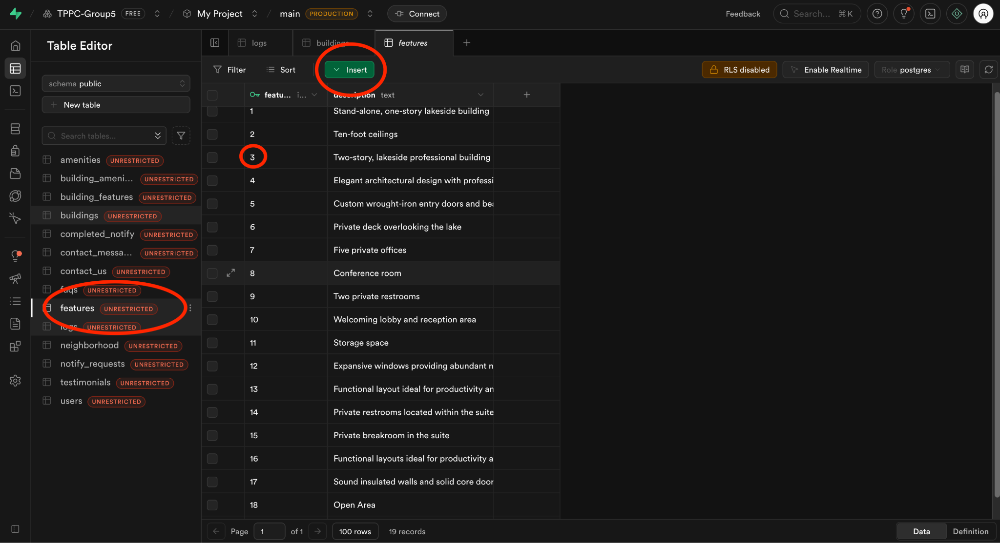 TPPC-Group5 FREE / My Project / main PRODUCTION Connect Feedback Search... ⌘ K
Table Editor
schema public
New table
Search tables...
amenities UNRESTRICTED
building_ameni... UNRESTRICTED
building_features UNRESTRICTED
buildings UNRESTRICTED
completed_notify UNRESTRICTED
contact_messa... UNRESTRICTED
contact_us UNRESTRICTED
faqs UNRESTRICTED
features UNRESTRICTED
logs UNRESTRICTED
neighborhood UNRESTRICTED
notify_requests UNRESTRICTED
testimonials UNRESTRICTED
users UNRESTRICTED
logs buildings features
Filter Sort Insert RLS disabled Enable Realtime Role postgres
featu... i... description text
1 Stand-alone, one-story lakeside building
2 Ten-foot ceilings
3 Two-story, lakeside professional building
4 Elegant architectural design with professi
5 Custom wrought-iron entry doors and bea
6 Private deck overlooking the lake
7 Five private offices
8 Conference room
9 Two private restrooms
10 Welcoming lobby and reception area
11 Storage space
12 Expansive windows providing abundant n
13 Functional layout ideal for productivity an
14 Private restrooms located within the suite
15 Private breakroom in the suite
16 Functional layouts ideal for productivity a
17 Sound insulated walls and solid core door
18 Open Area
Page 1 of 1 100 rows 19 records Data Definition